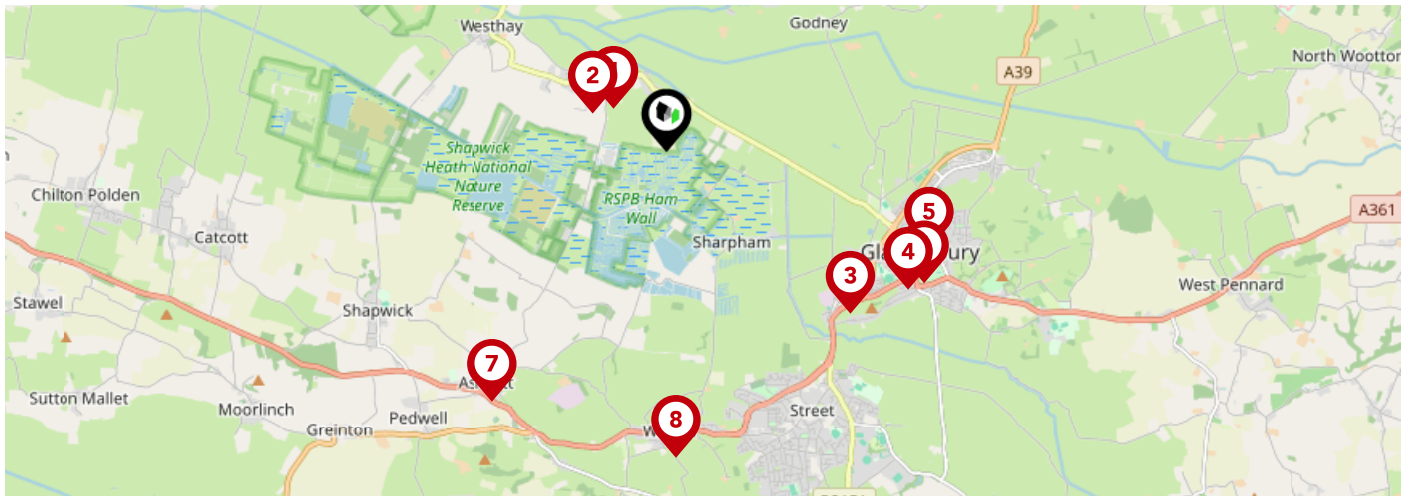 Westhay
Godney
North Wootton
A39
2
5
Shapwick
Heath National
Nature
Reserve
RSPB Ham
Wall
Chilton Polden
A361
Catcott
Sharpham
4
3
West Pennard
Stawel
Shapwick
7
Sutton Mallet
Moorlinch
Pedwell
Greinton
8
Street